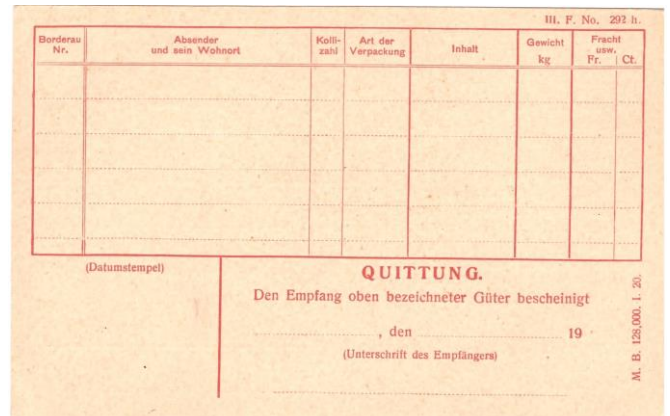 III. F. No. 292 h.
Borderau Nr.
Absender und sein Wohnort
Kolli- zahl
Art der Verpackung
Inhalt
Gewicht kg
Fracht usw. Fr. Ct.
(Datumstempel)
QUITTUNG.
Den Empfang oben bezeichneter Güter bescheinigt
, den 19
(Unterschrift des Empfängers)
M. B. 128,000. I. 20.